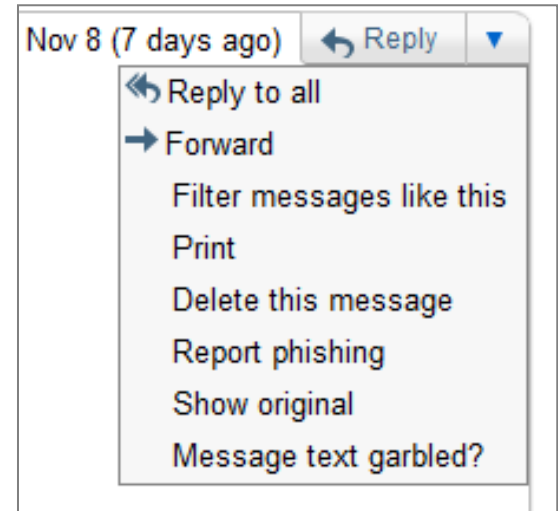 Nov 8 (7 days ago) Reply
Reply to all
Forward
Filter messages like this
Print
Delete this message
Report phishing
Show original
Message text garbled?